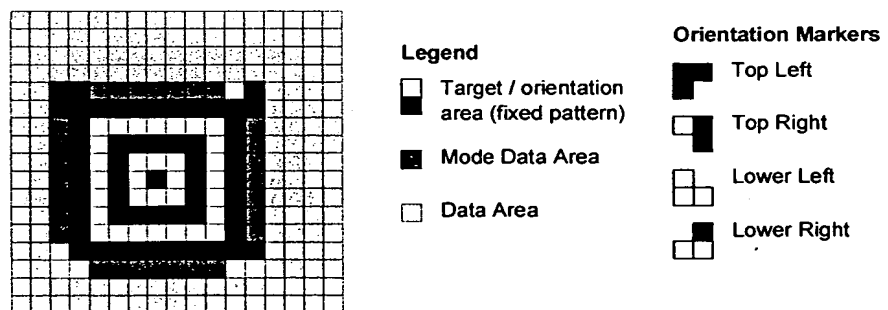 Legend
Target / orientation
area (fixed pattern)
Mode Data Area
Data Area
Orientation Markers
Top Left
Top Right
Lower Left
Lower Right